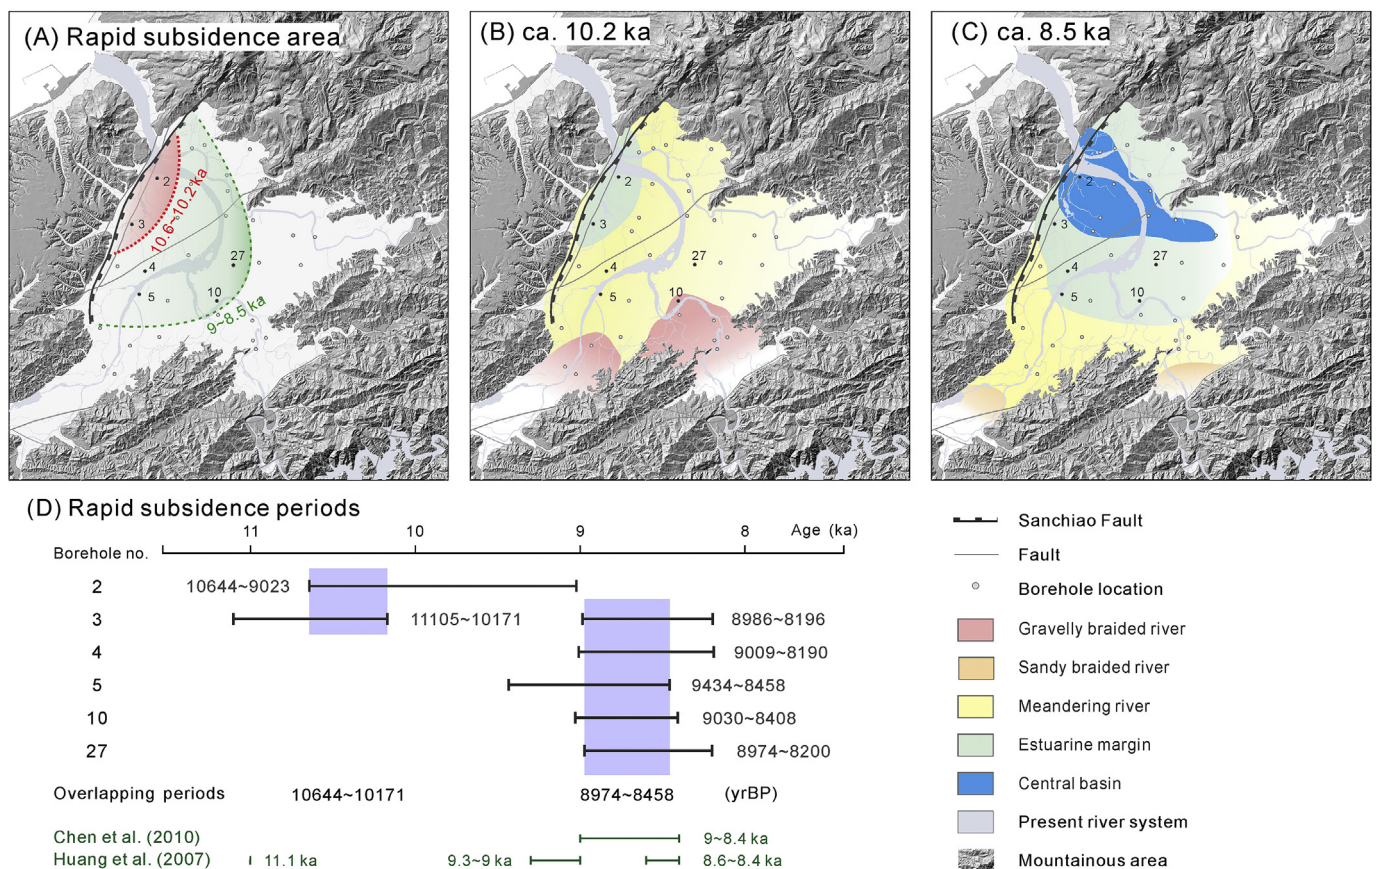 (A) Rapid subsidence area
2
10.6~10.2 ka
3
4
27
5
10
9~8.5 ka
(B) ca. 10.2 ka
2
3
4
27
5
10
(C) ca. 8.5 ka
2
3
4
27
5
10
(D) Rapid subsidence periods
11 10 9 8 Age (ka)
Borehole no.
2 10644~9023
3 11105~10171 8986~8196
4 9009~8190
5 9434~8458
10 9030~8408
27 8974~8200
Overlapping periods 10644~10171 8974~8458 (yrBP)
Chen et al. (2010) 9~8.4 ka
Huang et al. (2007) 11.1 ka 9.3~9 ka 8.6~8.4 ka
Sanchiao Fault
Fault
Borehole location
Gravelly braided river
Sandy braided river
Meandering river
Estuarine margin
Central basin
Present river system
Mountainous area